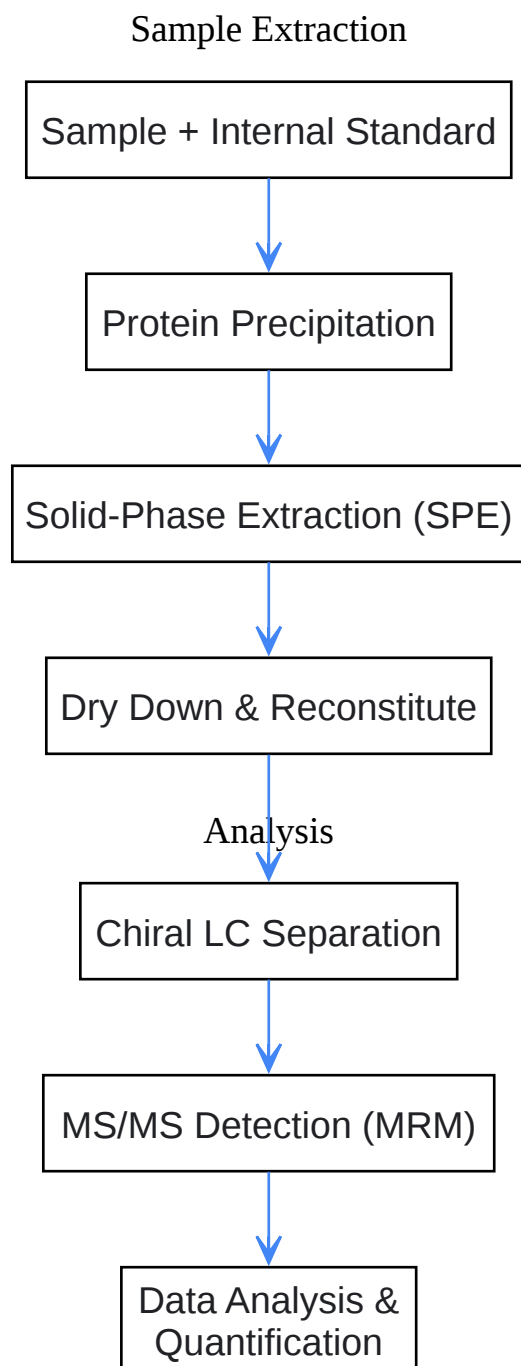 Sample Extraction
Sample + Internal Standard
Protein Precipitation
Solid-Phase Extraction (SPE)
Dry Down & Reconstitute
Analysis
Chiral LC Separation
MS/MS Detection (MRM)
Data Analysis &
Quantification